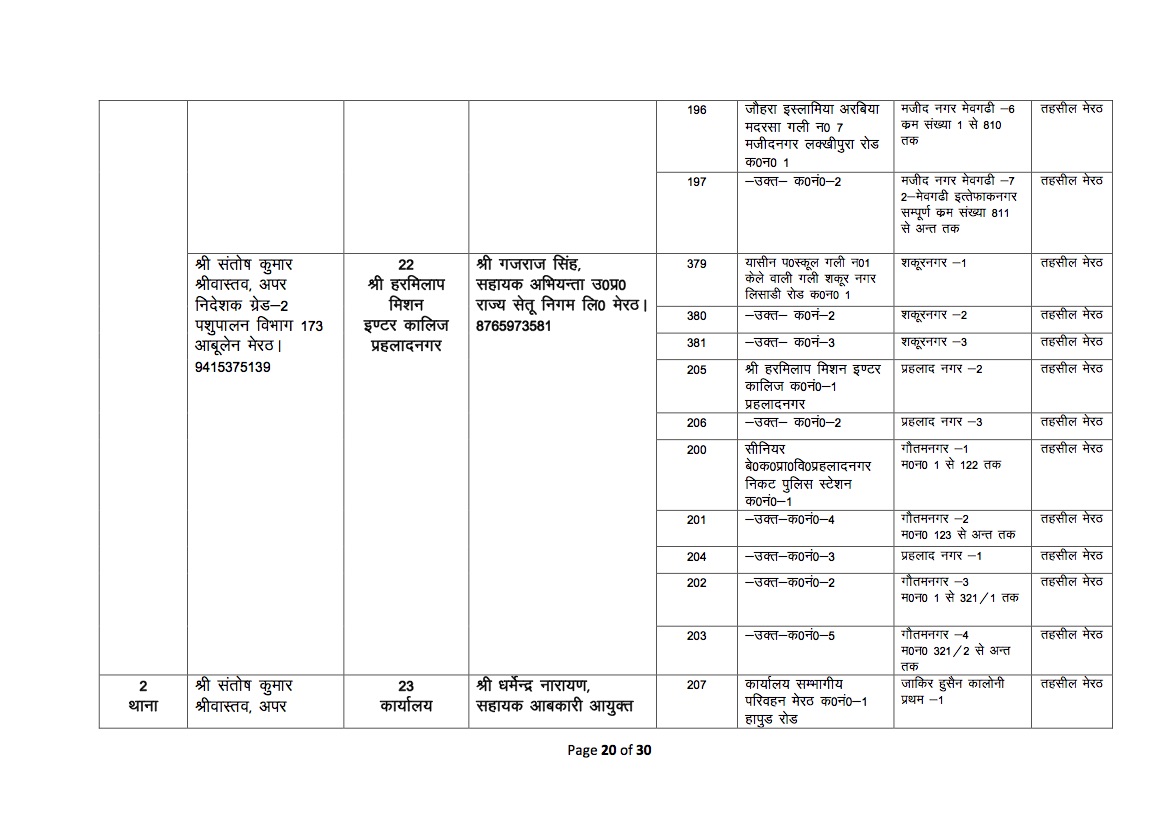 196
जौहरा इस्लामिया अरबिया
मदरसा गली न0 7
मजीदनगर लक्खीपुरा रोड
क0न0 1
मजीद नगर मेवगढी –6
क्रम संख्या 1 से 810
तक
तहसील मेरठ
197
–उक्त– क0नं0–2
मजीद नगर मेवगढी –7
2–मेवगढी इत्तेफाकनगर
सम्पूर्ण क्रम संख्या 811
से अन्त तक
तहसील मेरठ
श्री संतोष कुमार
श्रीवास्तव, अपर
निदेशक ग्रेड–2
पशुपालन विभाग 173
आबूलेन मेरठ।
9415375139
22
श्री हरमिलाप
मिशन
इण्टर कालिज
प्रहलादनगर
श्री गजराज सिंह,
सहायक अभियन्ता उ0प्र0
राज्य सेतू निगम लि0 मेरठ।
8765973581
379
यासीन प0स्कूल गली न01
केले वाली गली शकूर नगर
लिसाडी रोड क0न0 1
शकूरनगर –1
तहसील मेरठ
380
–उक्त– क0नं–2
शकूरनगर –2
तहसील मेरठ
381
–उक्त– क0नं–3
शकूरनगर –3
तहसील मेरठ
205
श्री हरमिलाप मिशन इण्टर
कालिज क0नं0–1
प्रहलादनगर
प्रहलाद नगर –2
तहसील मेरठ
206
–उक्त– क0नं0–2
प्रहलाद नगर –3
तहसील मेरठ
200
सीनियर
बे0क0प्रा0वि0प्रहलादनगर
निकट पुलिस स्टेशन
क0नं0–1
गौतमनगर –1
म0न0 1 से 122 तक
तहसील मेरठ
201
–उक्त–क0नं0–4
गौतमनगर –2
म0न0 123 से अन्त तक
तहसील मेरठ
204
–उक्त–क0नं0–3
प्रहलाद नगर –1
तहसील मेरठ
202
–उक्त–क0नं0–2
गौतमनगर –3
म0न0 1 से 321/1 तक
तहसील मेरठ
203
–उक्त–क0नं0–5
गौतमनगर –4
म0न0 321/2 से अन्त
तक
तहसील मेरठ
2
थाना
श्री संतोष कुमार
श्रीवास्तव, अपर
23
कार्यालय
श्री धर्मेन्द्र नारायण,
सहायक आबकारी आयुक्त
207
कार्यालय सम्भागीय
परिवहन मेरठ क0नं0–1
हापुड रोड
जाकिर हुसैन कालोनी
प्रथम –1
तहसील मेरठ
Page 20 of 30